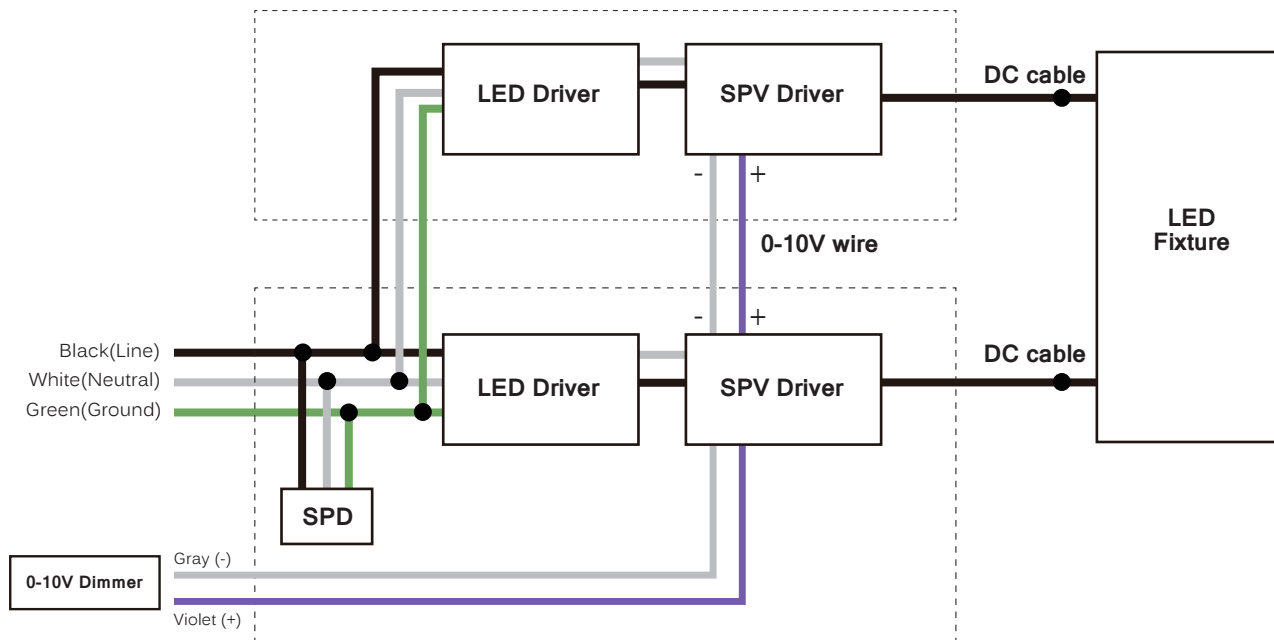 LED Driver
SPV Driver
DC cable
- +
LED
Fixture
0-10V wire
- +
Black(Line)
White(Neutral)
Green(Ground)
LED Driver
SPV Driver
DC cable
SPD
Gray (-)
0-10V Dimmer
Violet (+)